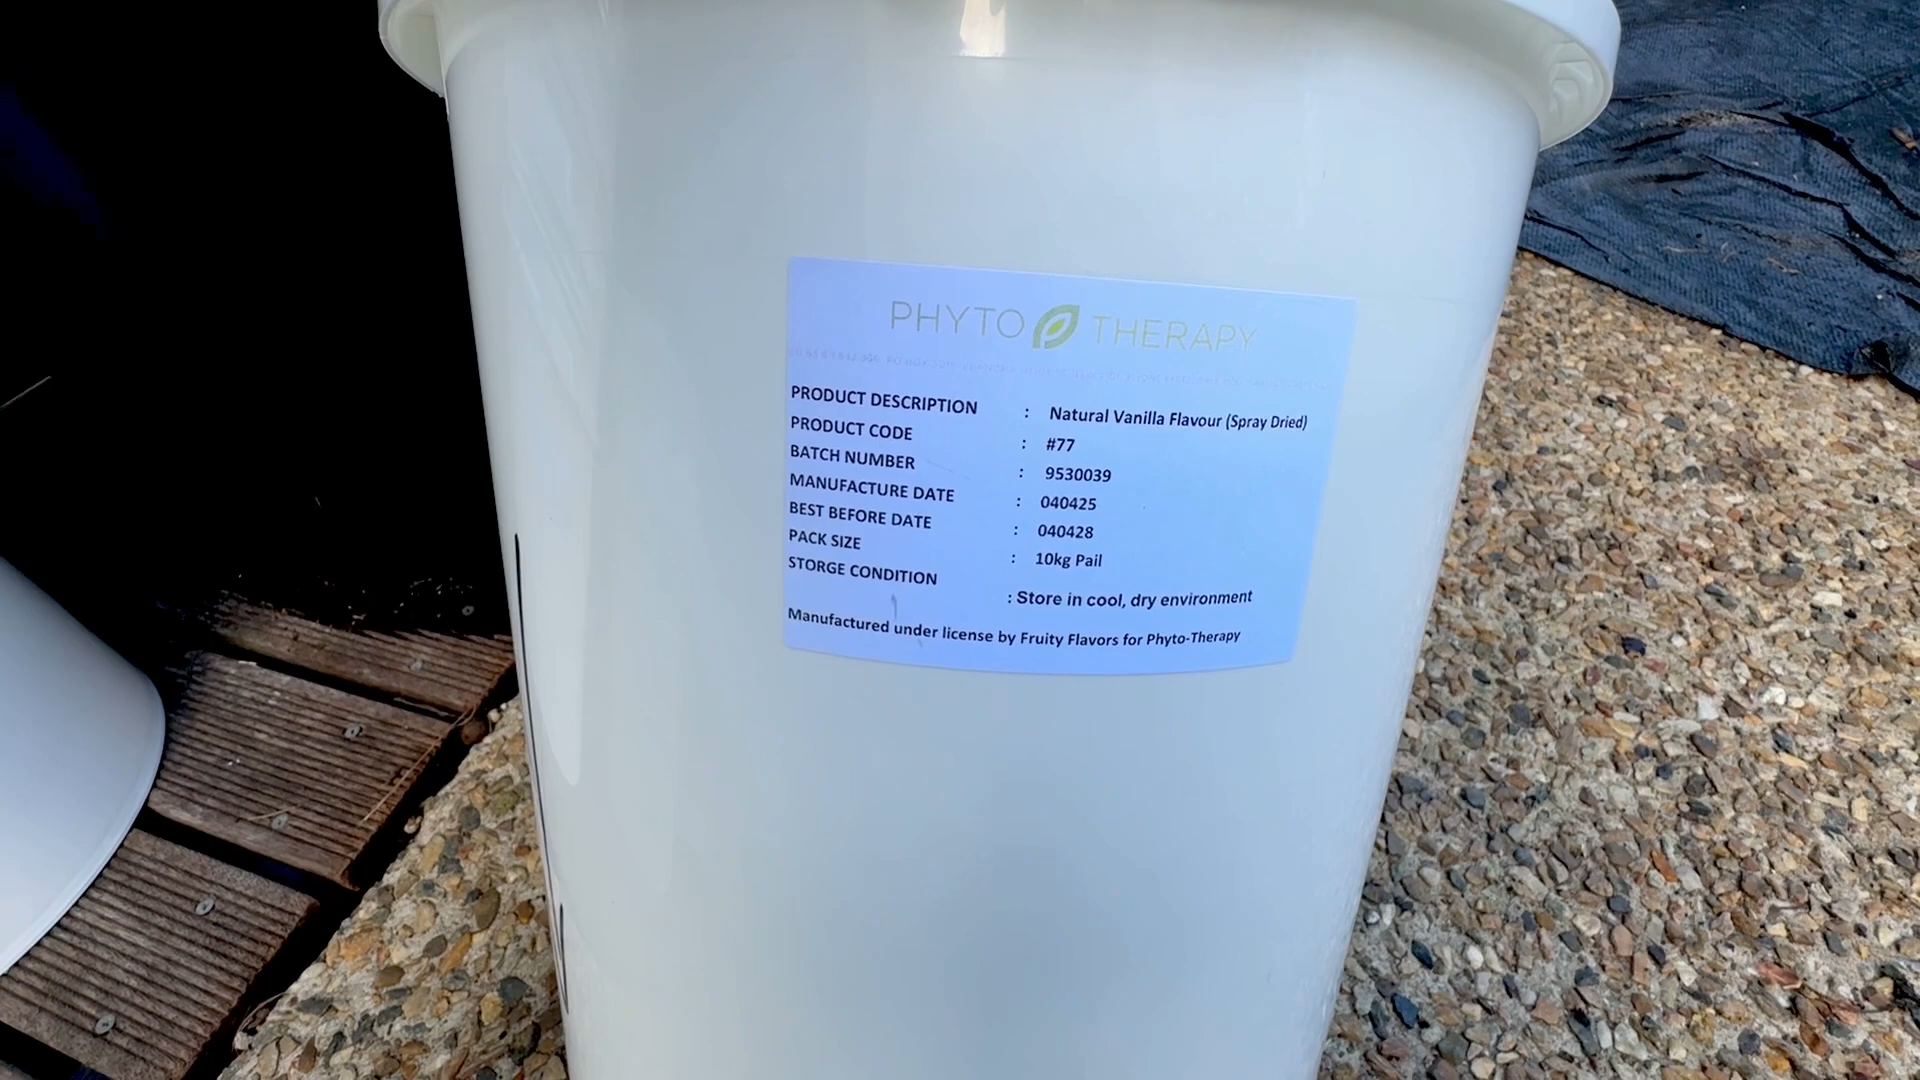 PHYTO THERAPY
PRODUCT DESCRIPTION : Natural Vanilla Flavour (Spray Dried)
PRODUCT CODE : #77
BATCH NUMBER : 9530039
MANUFACTURE DATE : 040425
BEST BEFORE DATE : 040428
PACK SIZE : 10kg Pail
STORGE CONDITION : Store in cool, dry environment
Manufactured under license by Fruity Flavors for Phyto-Therapy